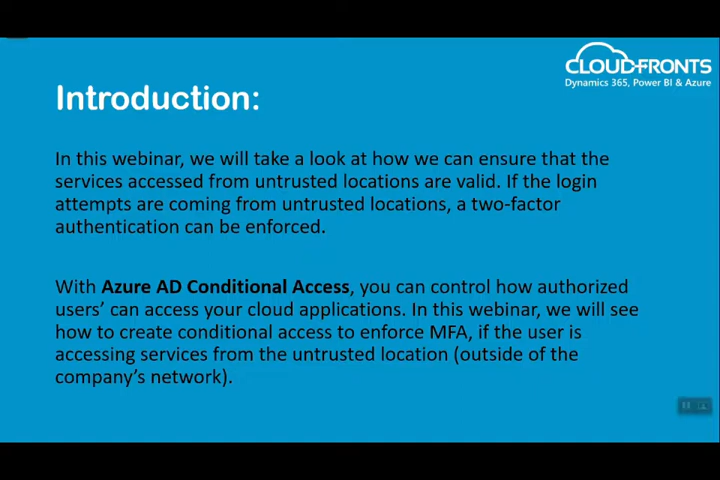 CLOUD-FRONTS
Dynamics 365, Power BI & Azure
Introduction:
In this webinar, we will take a look at how we can ensure that the
services accessed from untrusted locations are valid. If the login
attempts are coming from untrusted locations, a two-factor
authentication can be enforced.
With Azure AD Conditional Access, you can control how authorized
users’ can access your cloud applications. In this webinar, we will see
how to create conditional access to enforce MFA, if the user is
accessing services from the untrusted location (outside of the
company’s network).